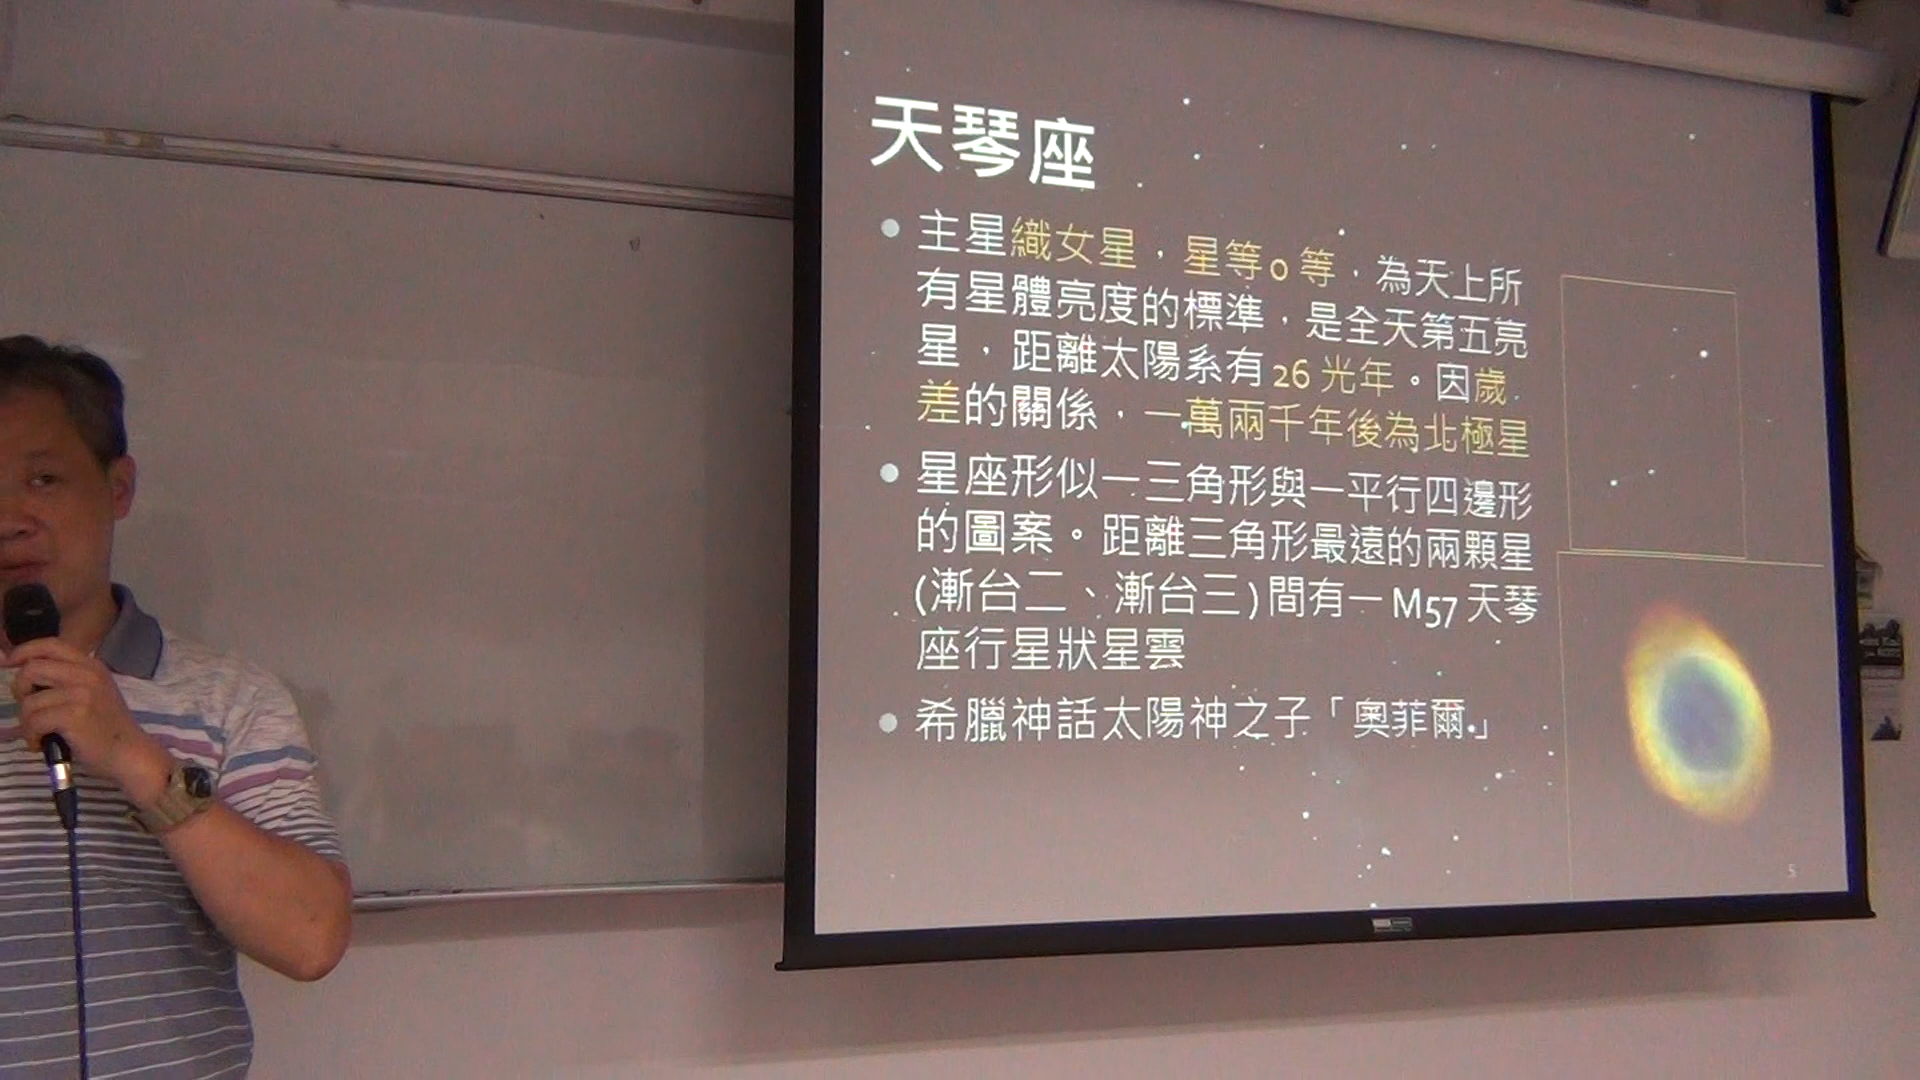 天琴座
主星織女星，星等0等，為天上所
有星體亮度的標準，是全天第五亮
星，距離太陽系有26光年。因歲
差的關係，一萬兩千年後為北極星
星座形似一三角形與一平行四邊形
的圖案。距離三角形最遠的兩顆星
(漸台二、漸台三)間有一M57天琴
座行星狀星雲
希臘神話太陽神之子「奧菲爾」
5